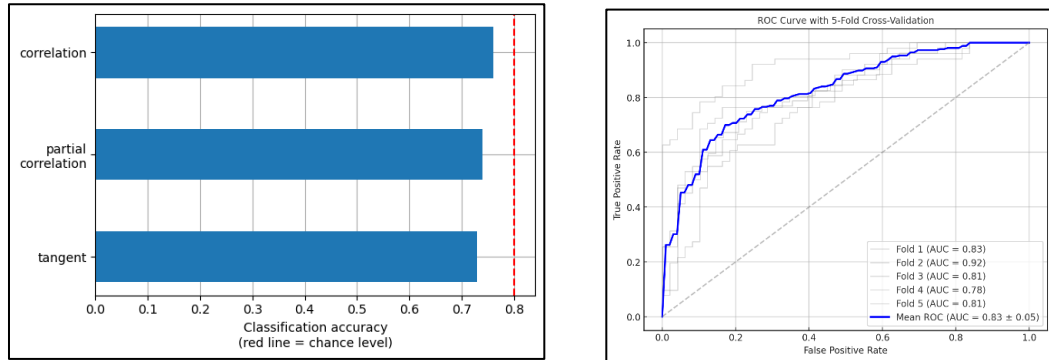 correlation
partial
correlation
tangent
0.0 0.1 0.2 0.3 0.4 0.5 0.6 0.7 0.8
Classification accuracy
(red line = chance level)
ROC Curve with 5-Fold Cross-Validation
True Positive Rate
1.0
0.8
0.6
0.4
0.2
0.0
Fold 1 (AUC = 0.83)
Fold 2 (AUC = 0.92)
Fold 3 (AUC = 0.81)
Fold 4 (AUC = 0.78)
Fold 5 (AUC = 0.81)
Mean ROC (AUC = 0.83 ± 0.05)
0.0 0.2 0.4 0.6 0.8 1.0
False Positive Rate